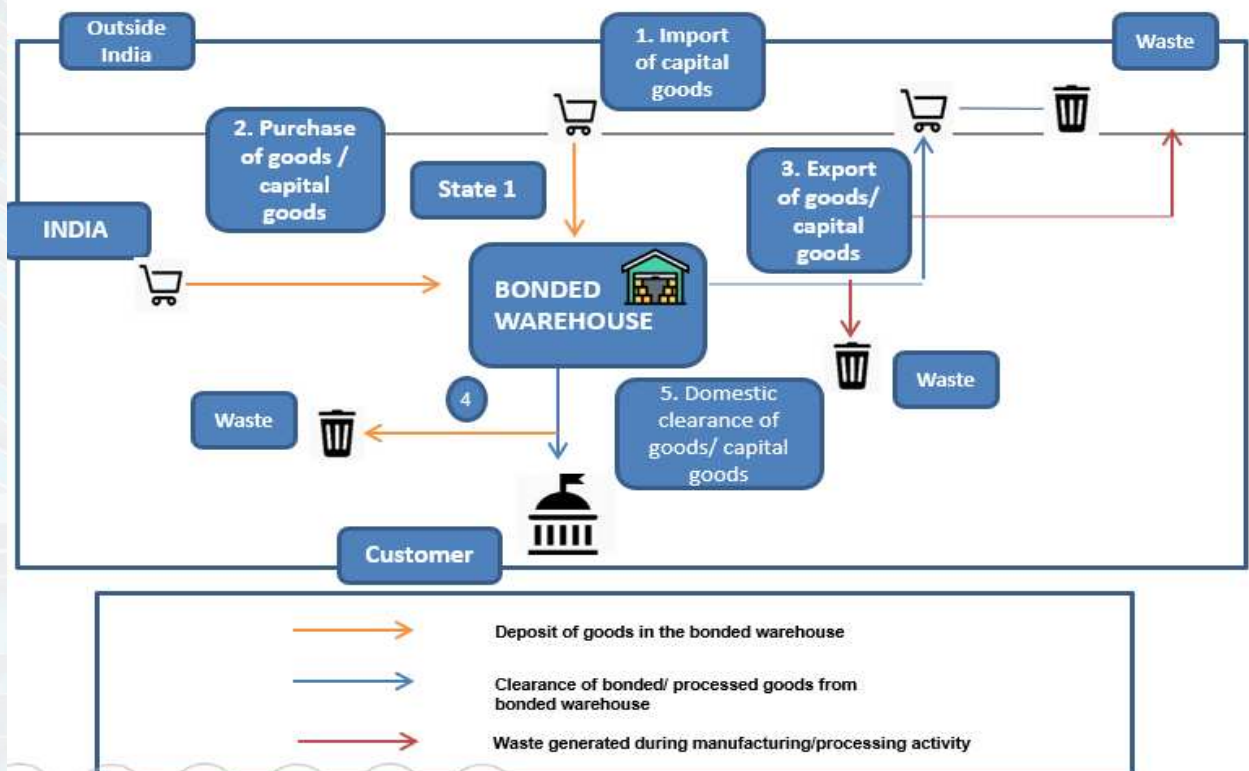 Outside
India
1. Import
of capital
goods
Waste
2. Purchase
of goods /
capital
goods
State 1
3. Export
of goods/
capital
goods
INDIA
BONDED
WAREHOUSE
4
Waste
5. Domestic
clearance of
goods/ capital
goods
Waste
Customer
Deposit of goods in the bonded warehouse
Clearance of bonded/ processed goods from
bonded warehouse
Waste generated during manufacturing/processing activity